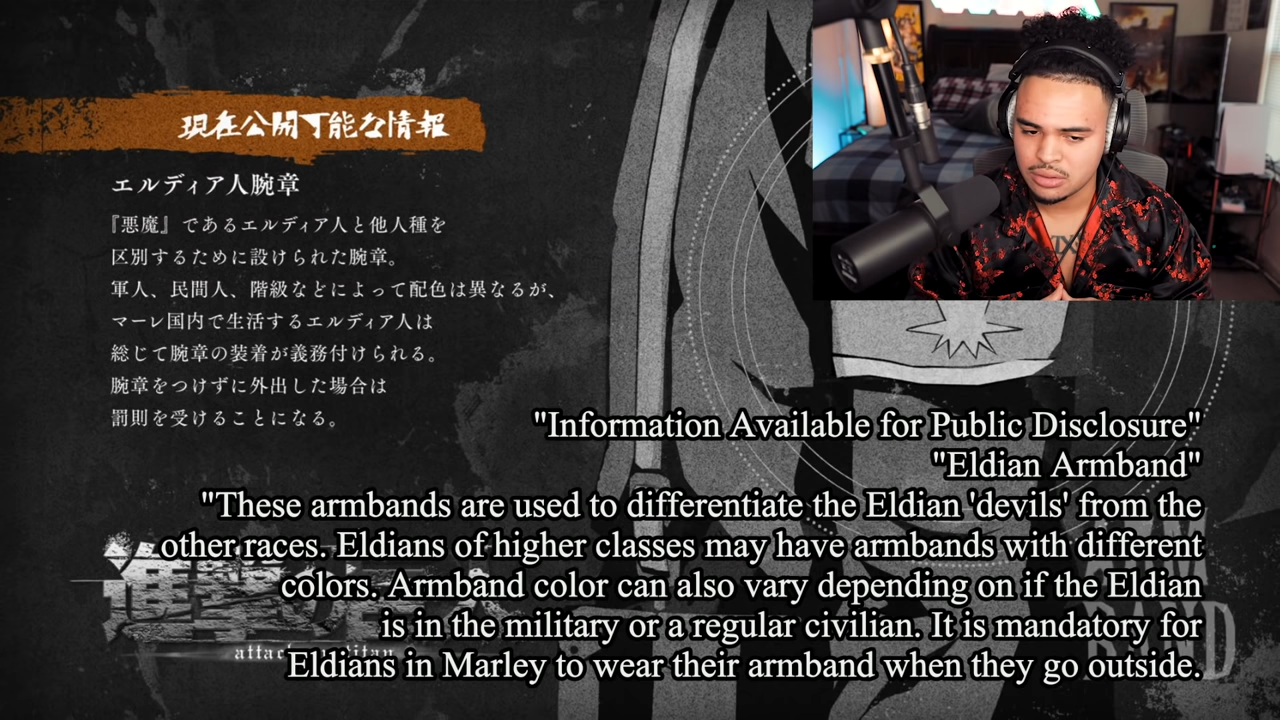 現在公開可能な情報
エルディア人腕章
『悪魔』であるエルディア人と他人種を
区別するために設けられた腕章。
軍人、民間人、階級などによって配色は異なるが、
マーレ国内で生活するエルディア人は
総じて腕章の装着が義務付けられる。
腕章をつけずに外出した場合は
罰則を受けることになる。
"Information Available for Public Disclosure"
"Eldian Armband"
"These armbands are used to differentiate the Eldian 'devils' from the
other races. Eldians of higher classes may have armbands with different
colors. Armband color can also vary depending on if the Eldian
is in the military or a regular civilian. It is mandatory for
Eldians in Marley to wear their armband when they go outside.
進撃
attac
titan
BAND